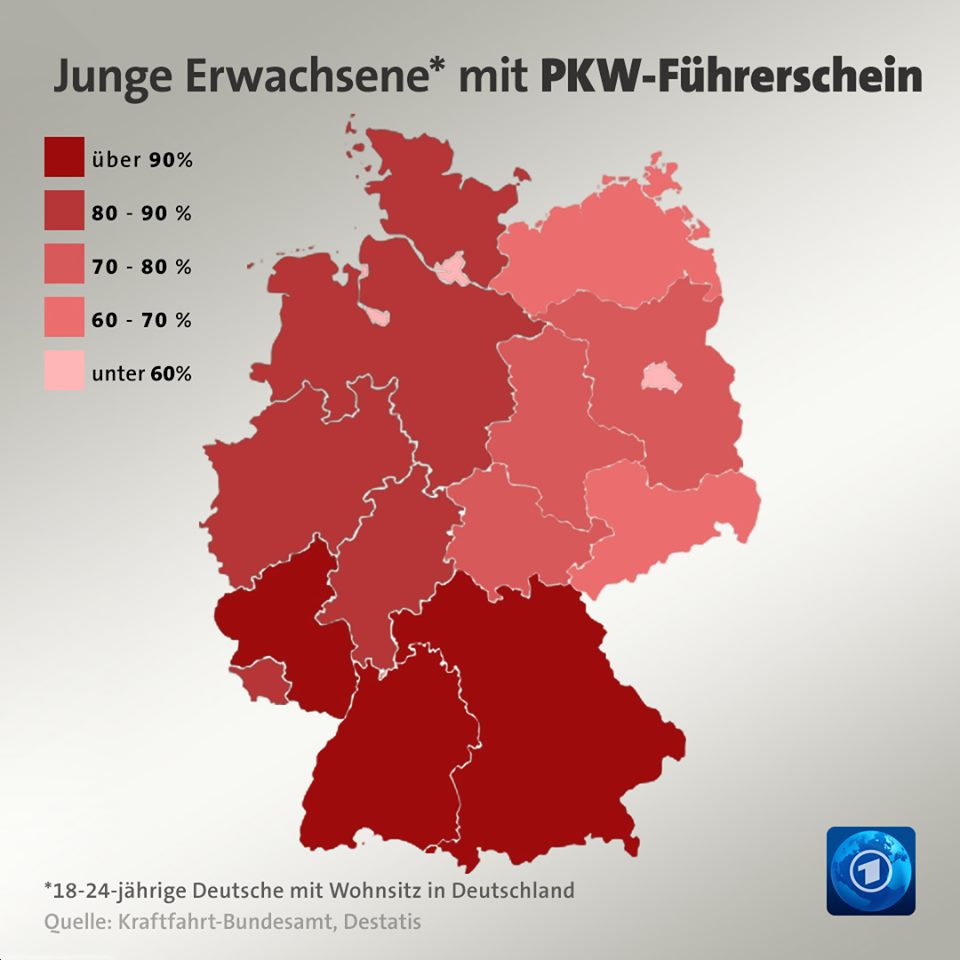 Junge Erwachsene* mit PKW-Führerschein
über 90%
80 - 90 %
70 - 80 %
60 - 70 %
unter 60%
*18-24-jährige Deutsche mit Wohnsitz in Deutschland
Quelle: Kraftfahrt-Bundesamt, Destatis
1